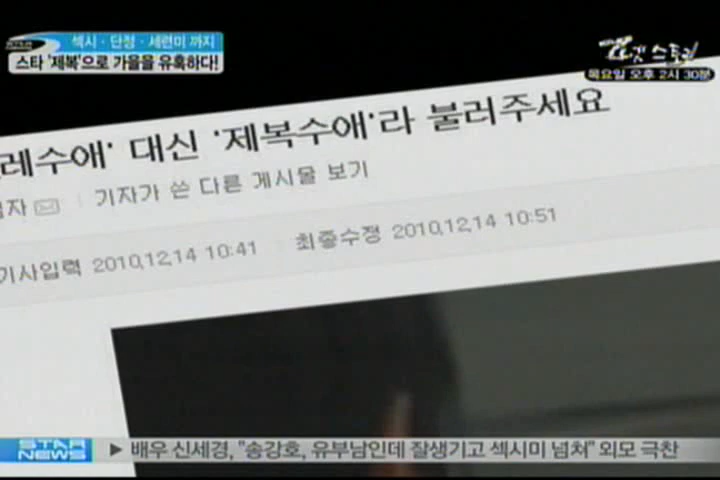 섹시·단정·세련미 까지
스타 '제복'으로 가을을 유혹하다!
스토리
목요일 오후 2시 30분
레수애' 대신 '제복수애'라 불러주세요
기자가 쓴 다른 게시물 보기
기사입력 2010.12.14 10:41 최종수정 2010.12.14 10:51
STAR NEWS
▶ 배우 신세경, "송강호, 유부남인데 잘생기고 섹시미 넘쳐" 외모 극찬